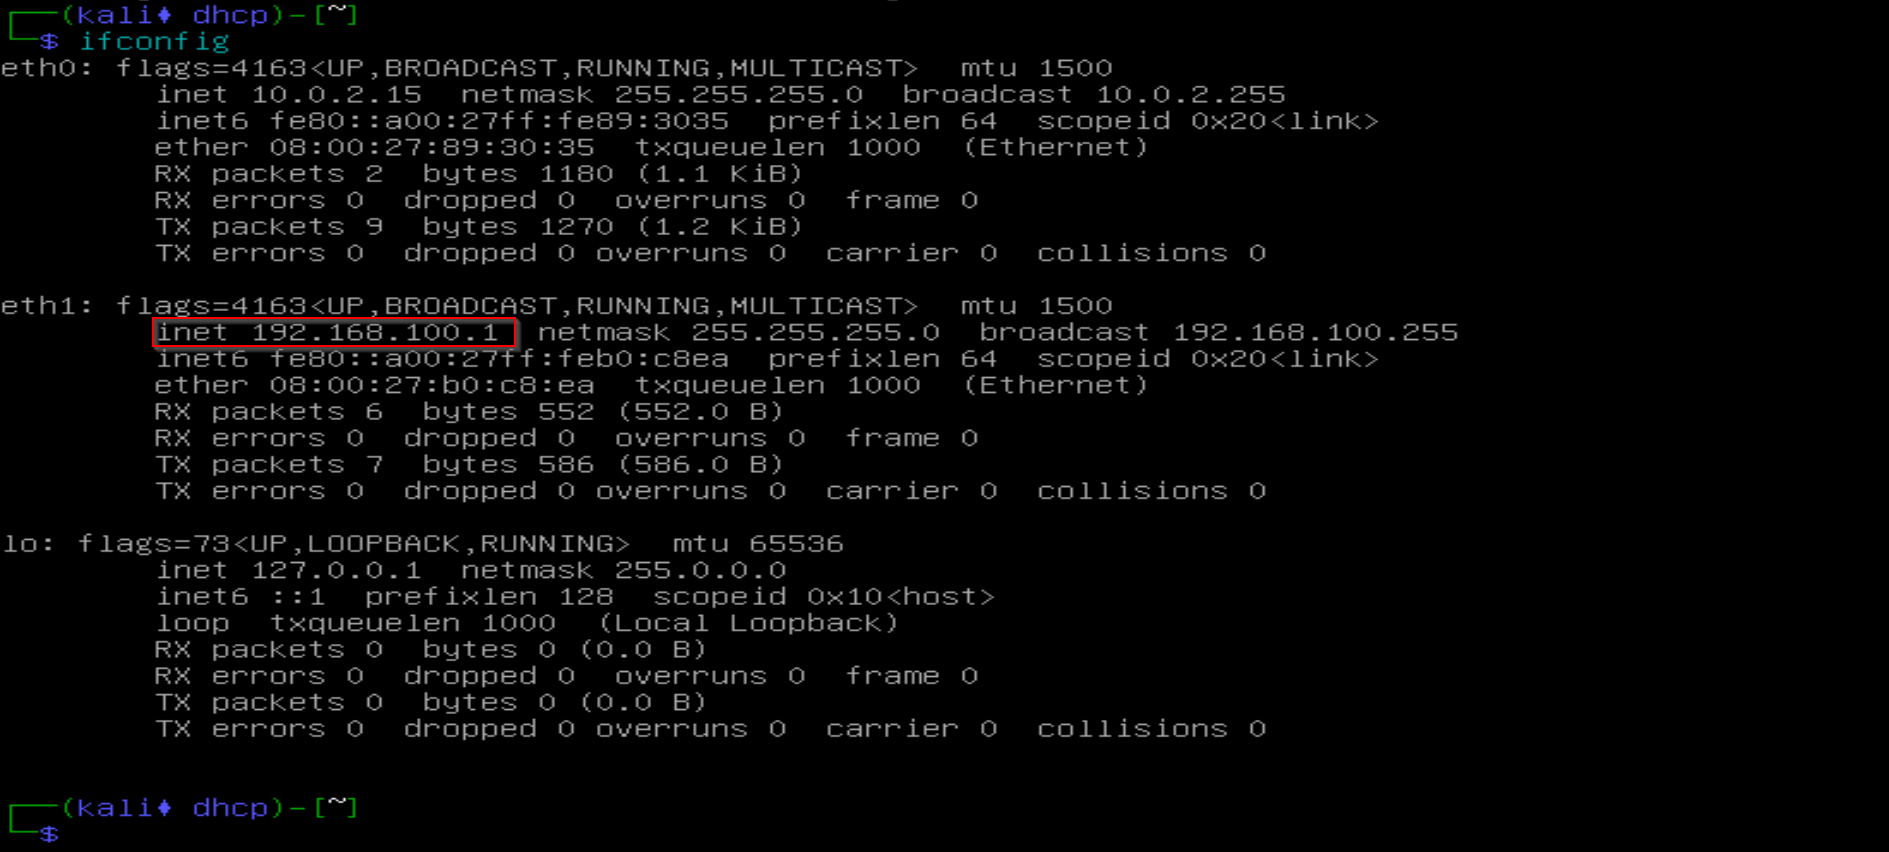 ┌──(kali♦ dhcp)-[~]
└─$ ifconfig
eth0: flags=4163<UP,BROADCAST,RUNNING,MULTICAST>  mtu 1500
        inet 10.0.2.15  netmask 255.255.255.0  broadcast 10.0.2.255
        inet6 fe80::a00:27ff:fe89:3035  prefixlen 64  scopeid 0x20<link>
        ether 08:00:27:89:30:35  txqueuelen 1000  (Ethernet)
        RX packets 2  bytes 1180 (1.1 KiB)
        RX errors 0  dropped 0  overruns 0  frame 0
        TX packets 9  bytes 1270 (1.2 KiB)
        TX errors 0  dropped 0 overruns 0  carrier 0  collisions 0
eth1: flags=4163<UP,BROADCAST,RUNNING,MULTICAST>  mtu 1500
        inet 192.168.100.1  netmask 255.255.255.0  broadcast 192.168.100.255
        inet6 fe80::a00:27ff:feb0:c8ea  prefixlen 64  scopeid 0x20<link>
        ether 08:00:27:b0:c8:ea  txqueuelen 1000  (Ethernet)
        RX packets 6  bytes 552 (552.0 B)
        RX errors 0  dropped 0  overruns 0  frame 0
        TX packets 7  bytes 586 (586.0 B)
        TX errors 0  dropped 0 overruns 0  carrier 0  collisions 0
lo: flags=73<UP,LOOPBACK,RUNNING>  mtu 65536
        inet 127.0.0.1  netmask 255.0.0.0
        inet6 ::1  prefixlen 128  scopeid 0x10<host>
        loop  txqueuelen 1000  (Local Loopback)
        RX packets 0  bytes 0 (0.0 B)
        RX errors 0  dropped 0  overruns 0  frame 0
        TX packets 0  bytes 0 (0.0 B)
        TX errors 0  dropped 0 overruns 0  carrier 0  collisions 0
┌──(kali♦ dhcp)-[~]
└─$